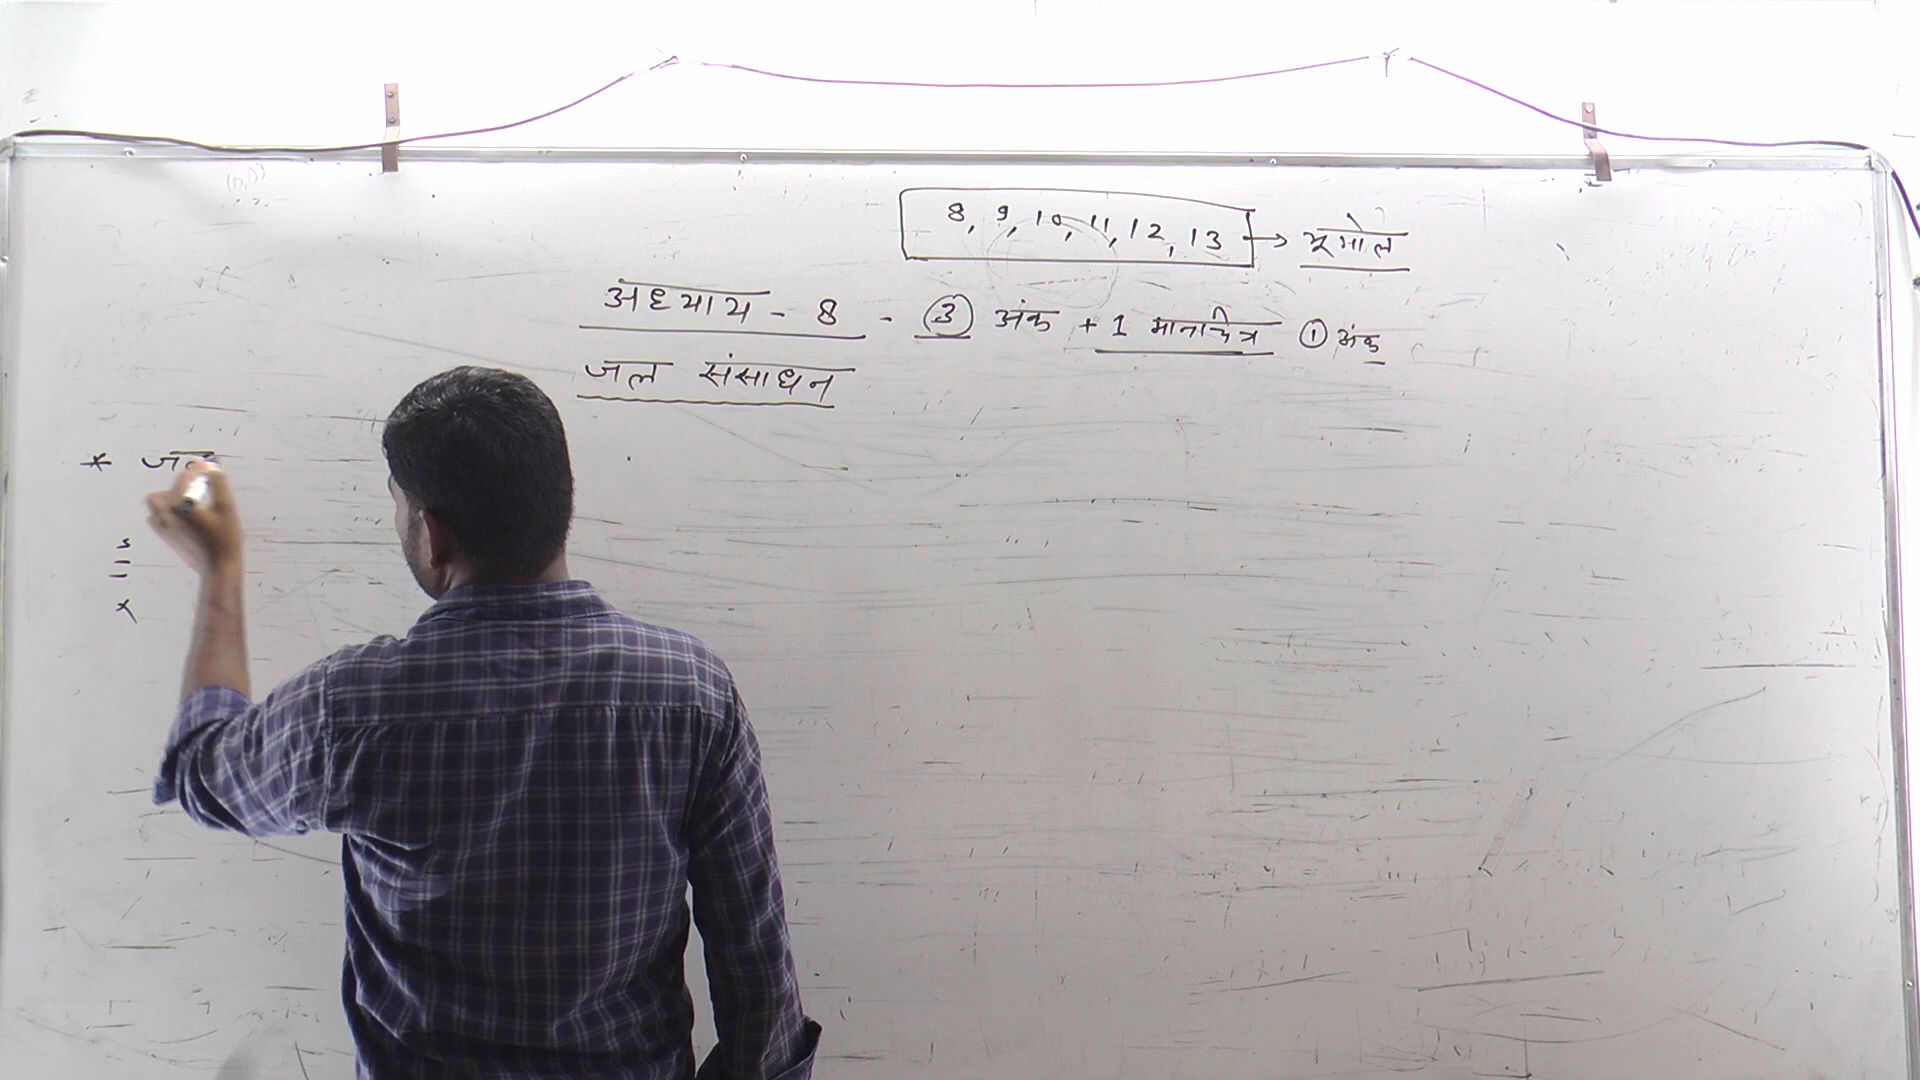 8, 9, 10, 11, 12, 13 → भूगोल
अध्याय - 8 - ③ अंक + 1 मानचित्र ① अंक
जल संसाधन
* जल